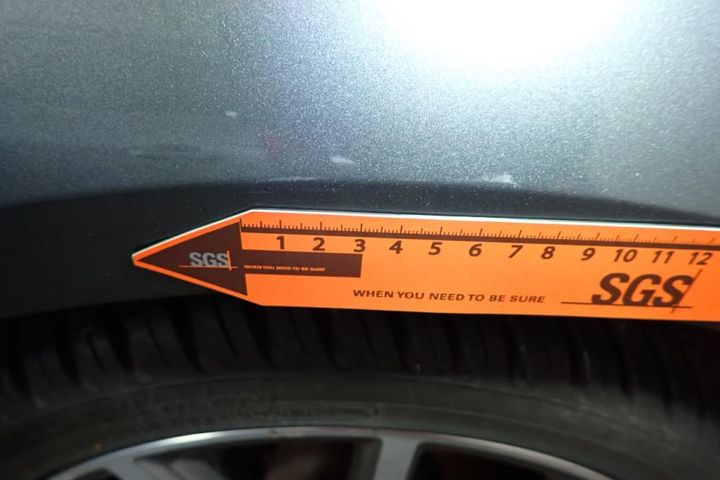 1 2 3 4 5 6 7 8 9 10 11 12
SGS
WHEN YOU NEED TO BE SURE
WHEN YOU NEED TO BE SURE
SGS